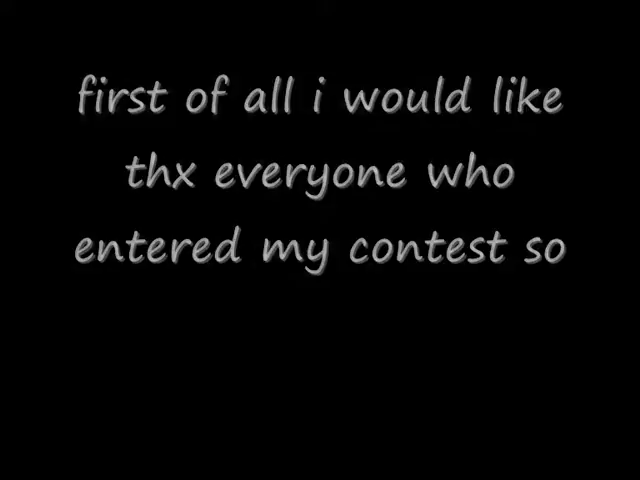 first of all i would like
thx everyone who
entered my contest so